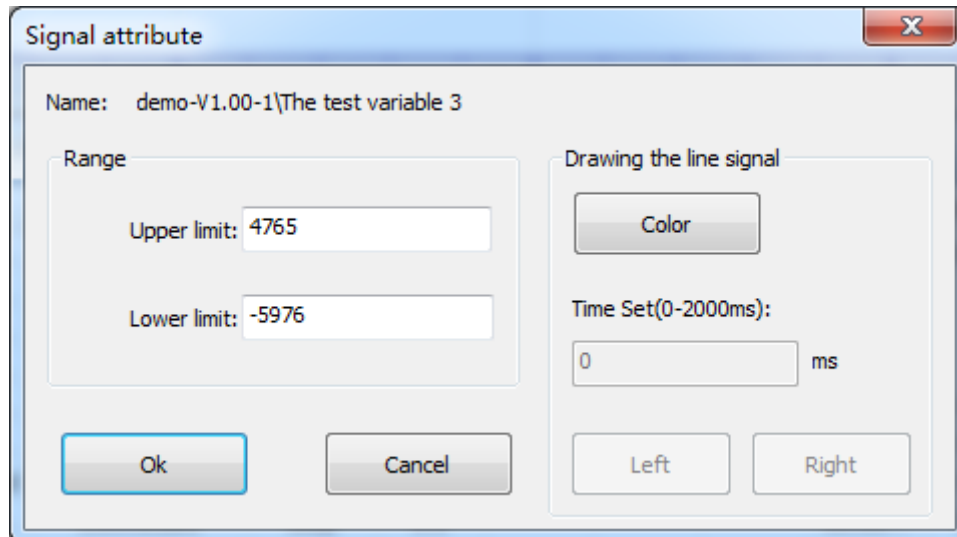 Signal attribute
Name: demo-V1.00-1\The test variable 3
Range
Upper limit: 4765
Lower limit: -5976
Drawing the line signal
Color
Time Set(0-2000ms):
0 ms
Ok
Cancel
Left
Right